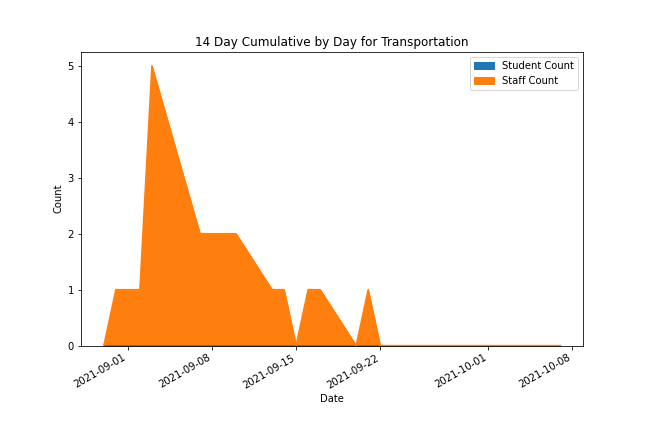 14 Day Cumulative by Day for Transportation
Student Count
Staff Count
5
4
3
2
1
0
Count
2021-09-01
2021-09-08
2021-09-15
2021-09-22
2021-10-01
2021-10-08
Date